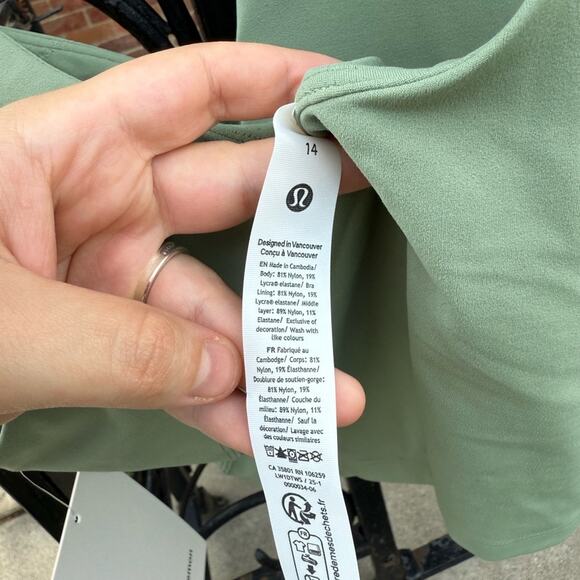 14
Designed in Vancouver
Conçu à Vancouver
EN Made in Cambodia/
Body: 81% Nylon, 19%
Lycra® elastane/ Bra
Lining: 81% Nylon, 19%
Lycra® elastane/ Middle
layer: 89% Nylon, 11%
Elastane/ Exclusive of
decoration/ Wash with
like colours
FR Fabriqué au
Cambodge/ Corps: 81%
Nylon, 19% Élasthanne/
Doublure de soutien-gorge:
81% Nylon, 19%
Élasthanne/ Couche du
milieu: 89% Nylon, 11%
Élasthanne/ Sauf la
décoration/ Lavage avec
des couleurs similaires
CA 35801 RN 106259
LW1DTWS / 25-1
0000034-06
FR